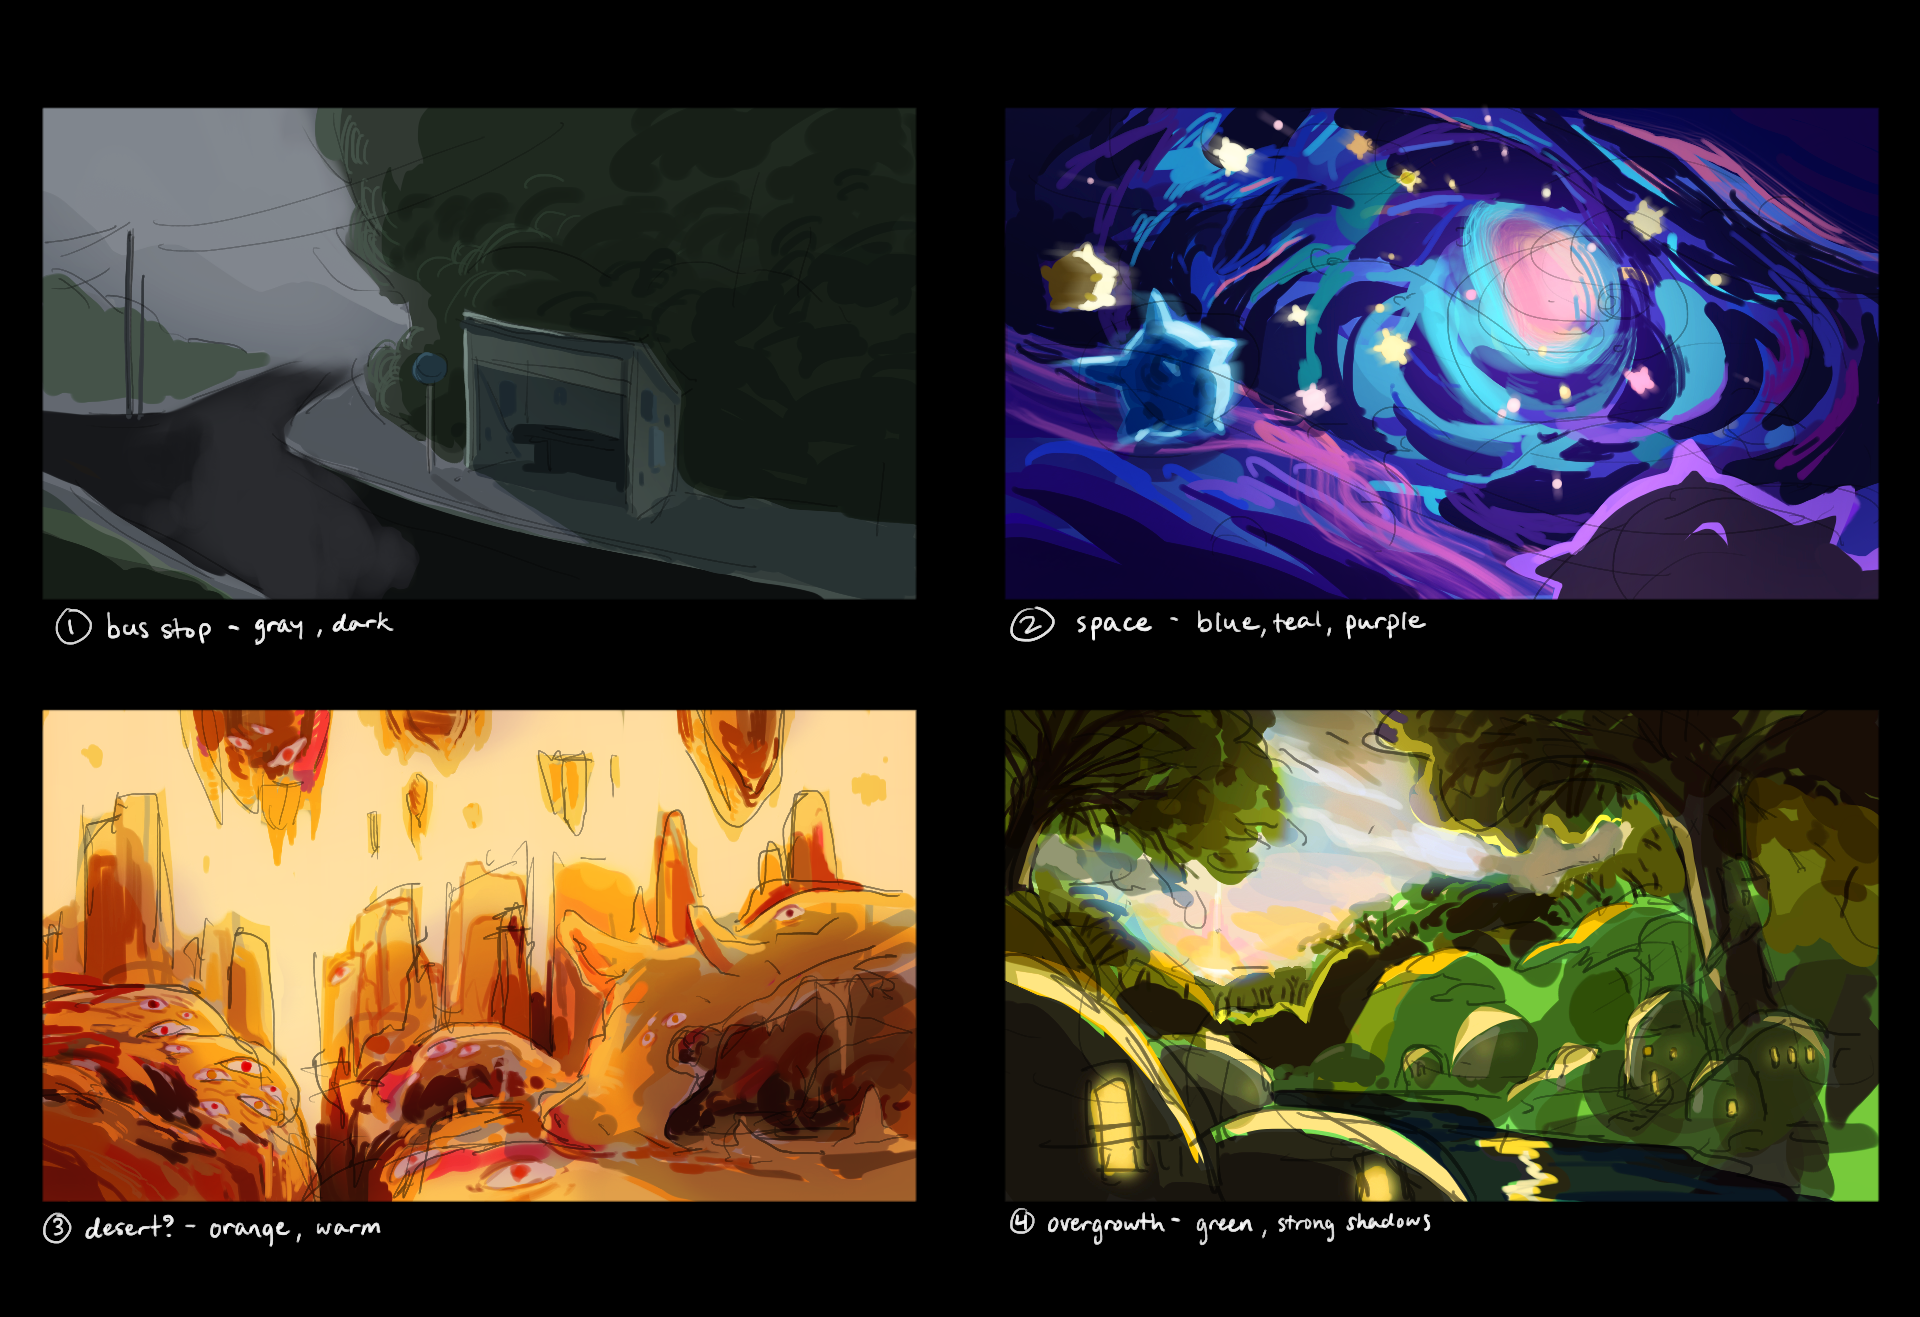 ① bus stop - gray, dark
② space - blue, teal, purple
③ desert? - orange, warm
④ overgrowth - green, strong shadows